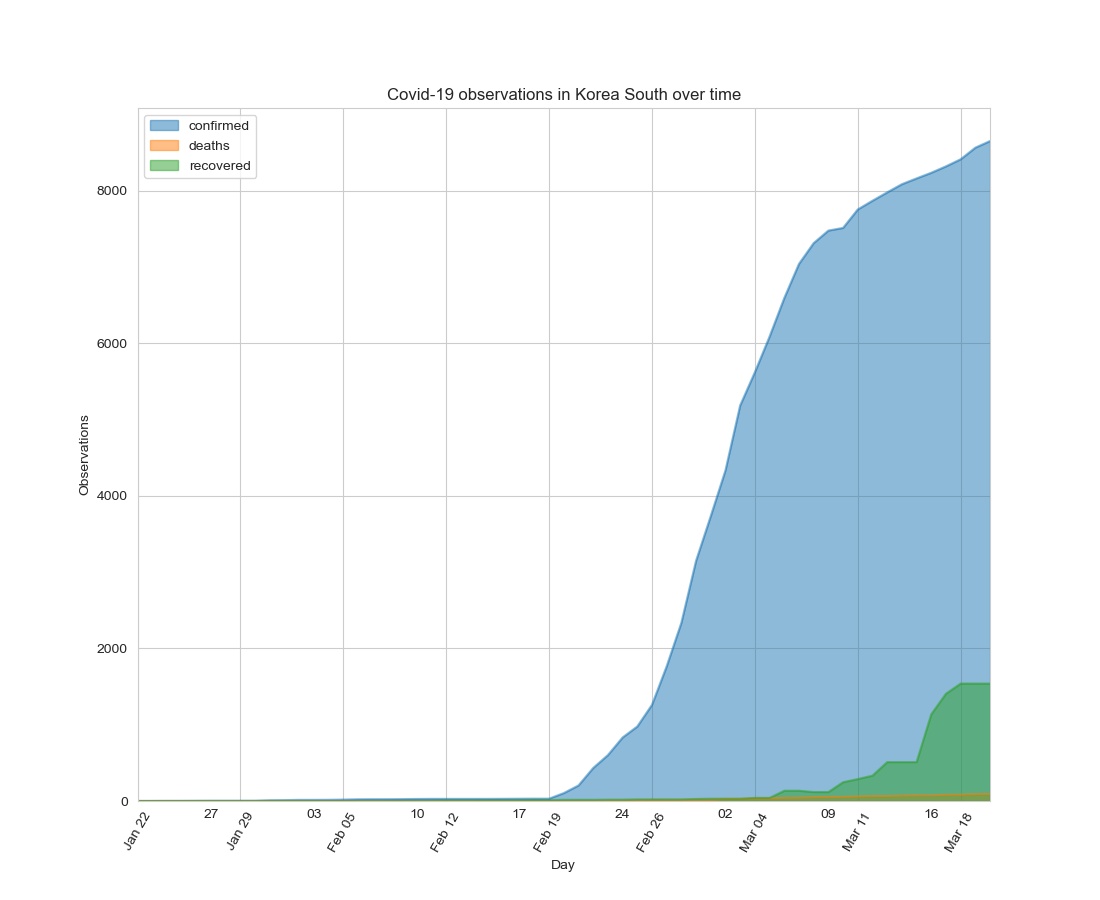 Covid-19 observations in Korea South over time
confirmed
deaths
recovered
8000
6000
4000
2000
0
Observations
27 03 10 17 24 02 09 16
Jan 22 Jan 29 Feb 05 Feb 12 Feb 19 Feb 26 Mar 04 Mar 11 Mar 18
Day